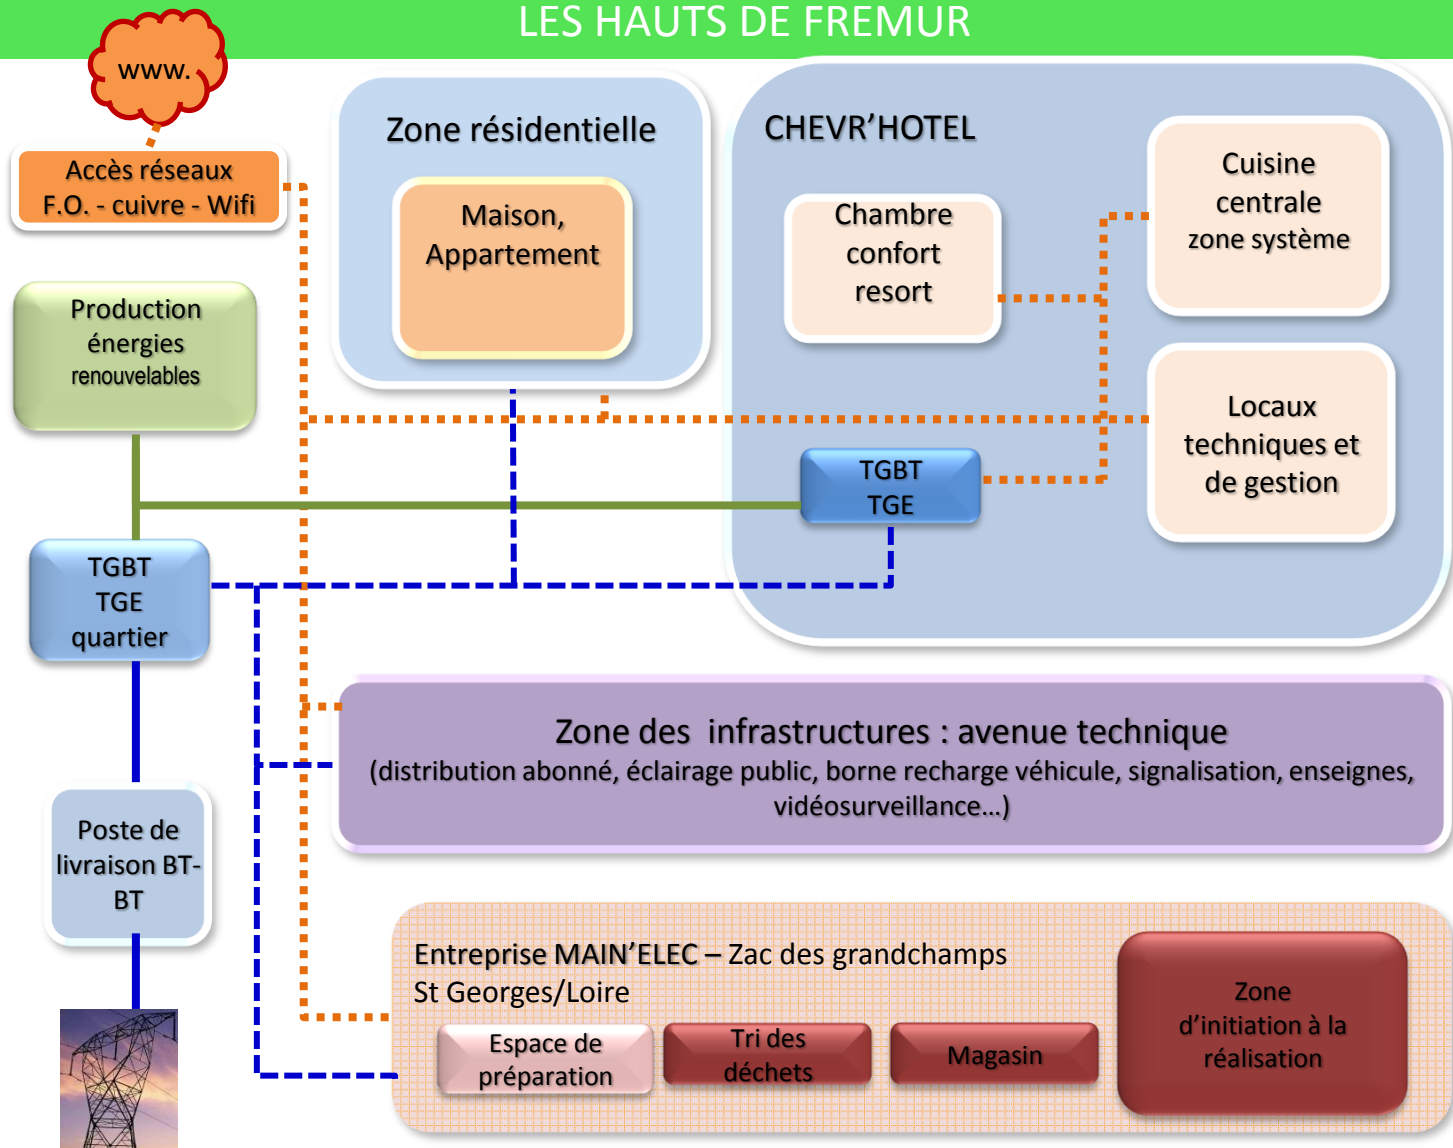 LES HAUTS DE FREMUR
www.
Accès réseaux
F.O. - cuivre - Wifi
Production
énergies
renouvelables
TGBT
TGE
quartier
Poste de
livraison BT-
BT
Zone résidentielle
Maison,
Appartement
CHEVR'HOTEL
Chambre
confort
resort
Cuisine
centrale
zone système
Locaux
techniques et
de gestion
TGBT
TGE
Zone des  infrastructures : avenue technique
(distribution abonné, éclairage public, borne recharge véhicule, signalisation, enseignes,
vidéosurveillance...)
Entreprise MAIN'ELEC – Zac des grandchamps
St Georges/Loire
Espace de
préparation
Tri des
déchets
Magasin
Zone
d'initiation à la
réalisation